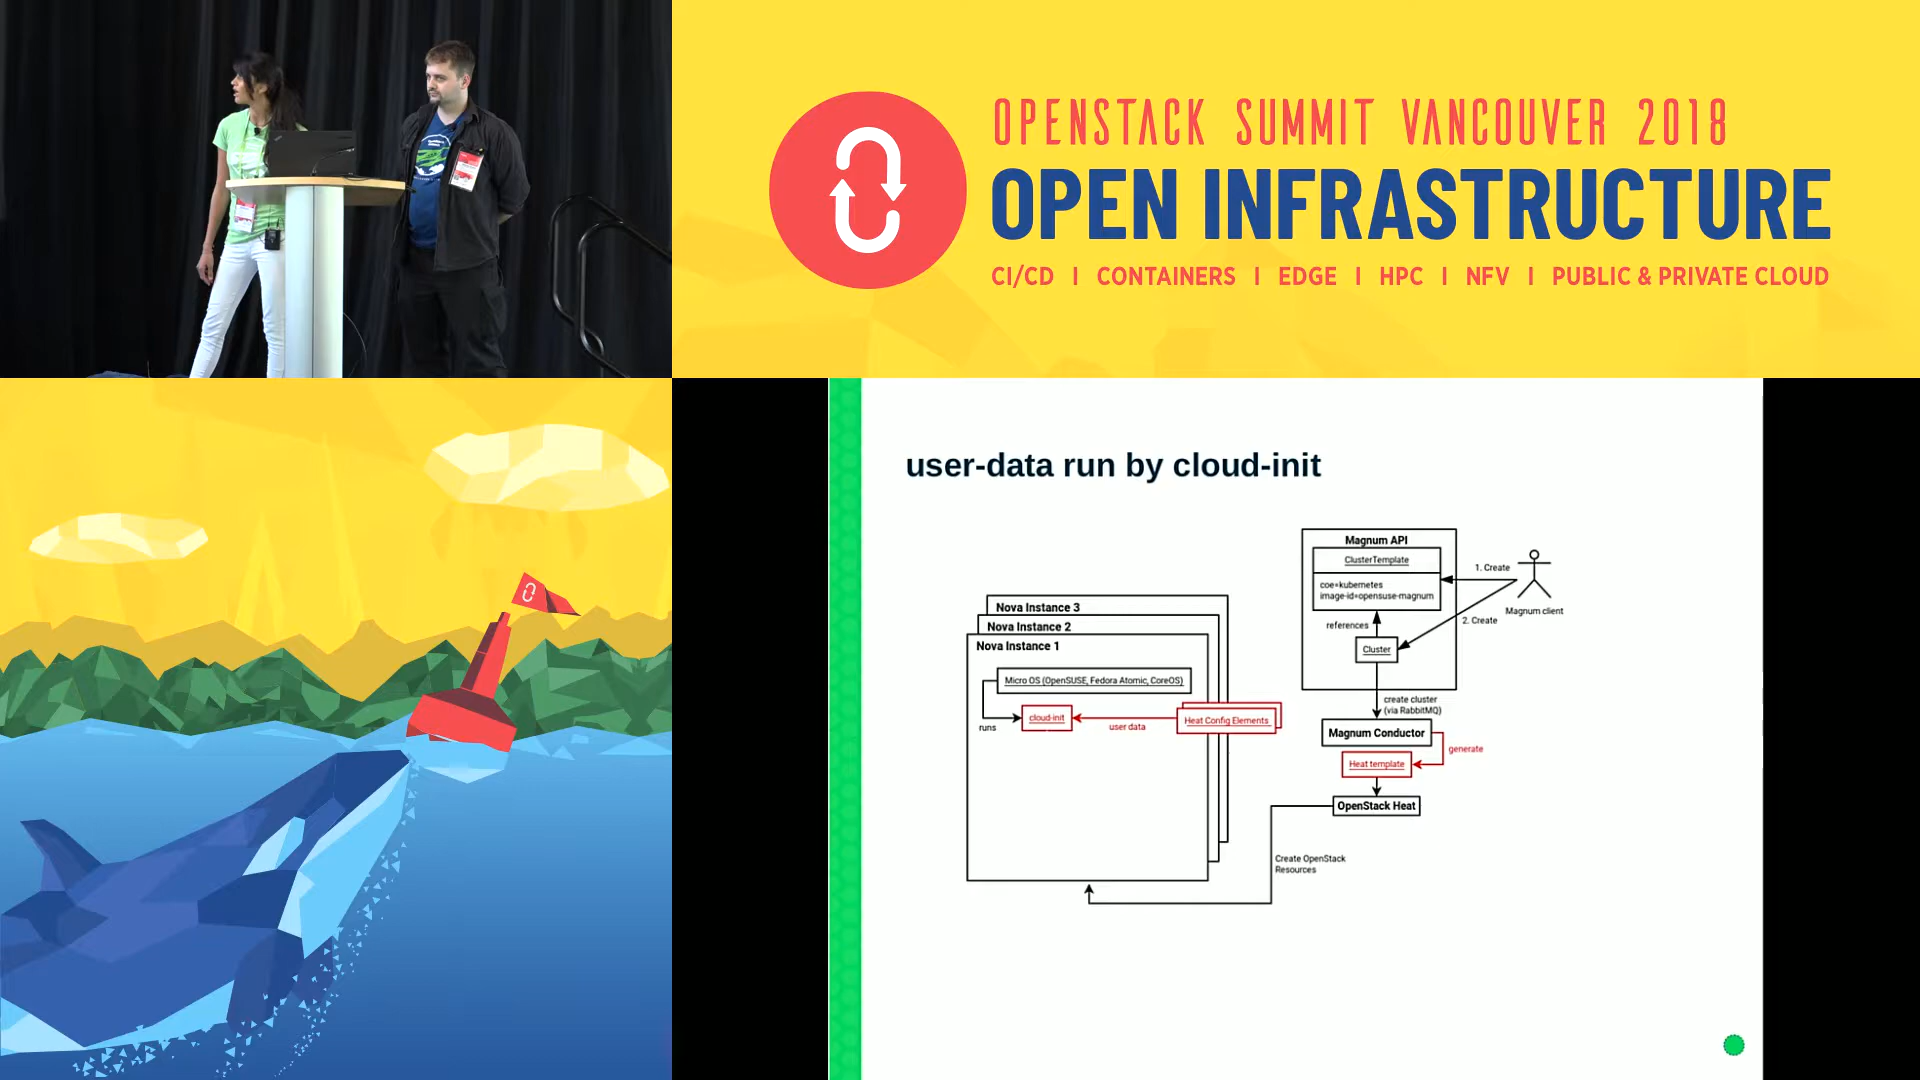 OPENSTACK SUMMIT VANCOUVER 2018
OPEN INFRASTRUCTURE
CI/CD | CONTAINERS | EDGE | HPC | NFV | PUBLIC & PRIVATE CLOUD
user-data run by cloud-init
Magnum API
ClusterTemplate
coe=kubernetes
image-id=opensuse-magnum
1. Create
Magnum client
2. Create
references
Cluster
create cluster
(via RabbitMQ)
Magnum Conductor
generate
Heat template
OpenStack Heat
Create OpenStack
Resources
Nova Instance 3
Nova Instance 2
Nova Instance 1
Micro OS (OpenSUSE, Fedora Atomic, CoreOS)
runs
cloud-init
user data
Heat Config Elements